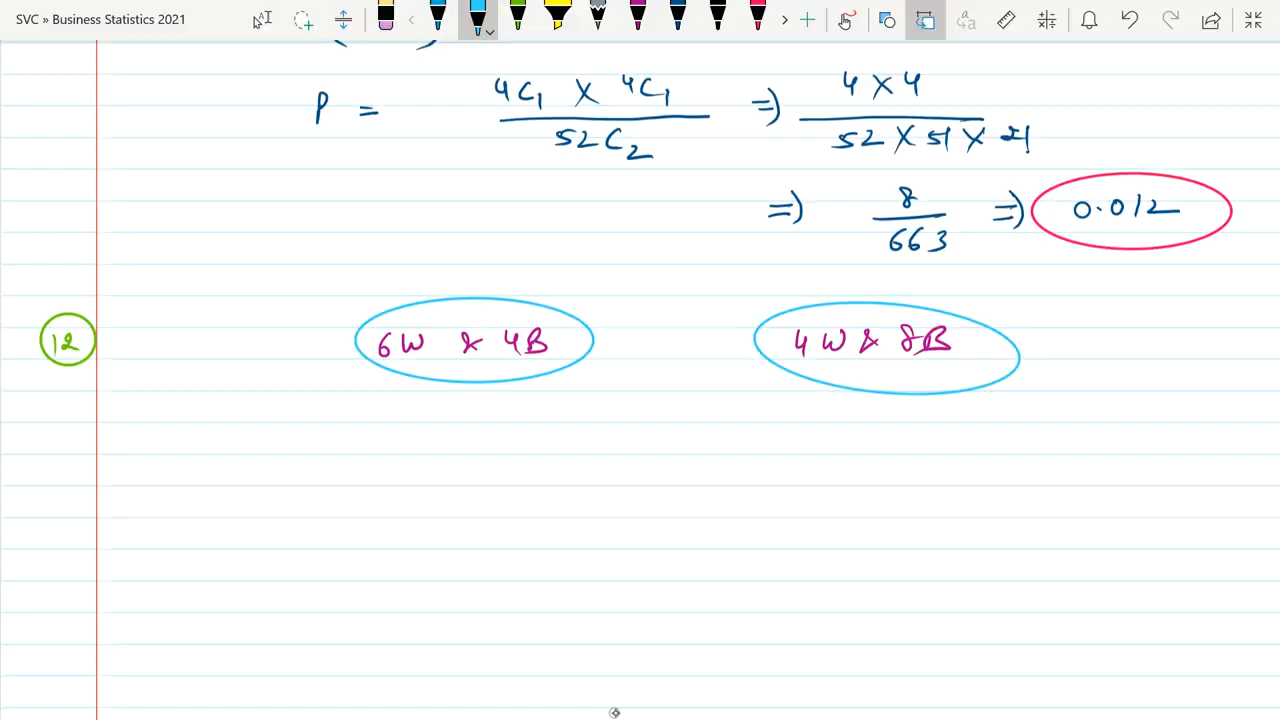 SVC » Business Statistics 2021
P = 4C₁ X 4C₁ / 52C₂ => 4 X 4 / 52 X 51 X 21
=> 8 / 663 => 0.012
12 6W & 4B 4W & 8B